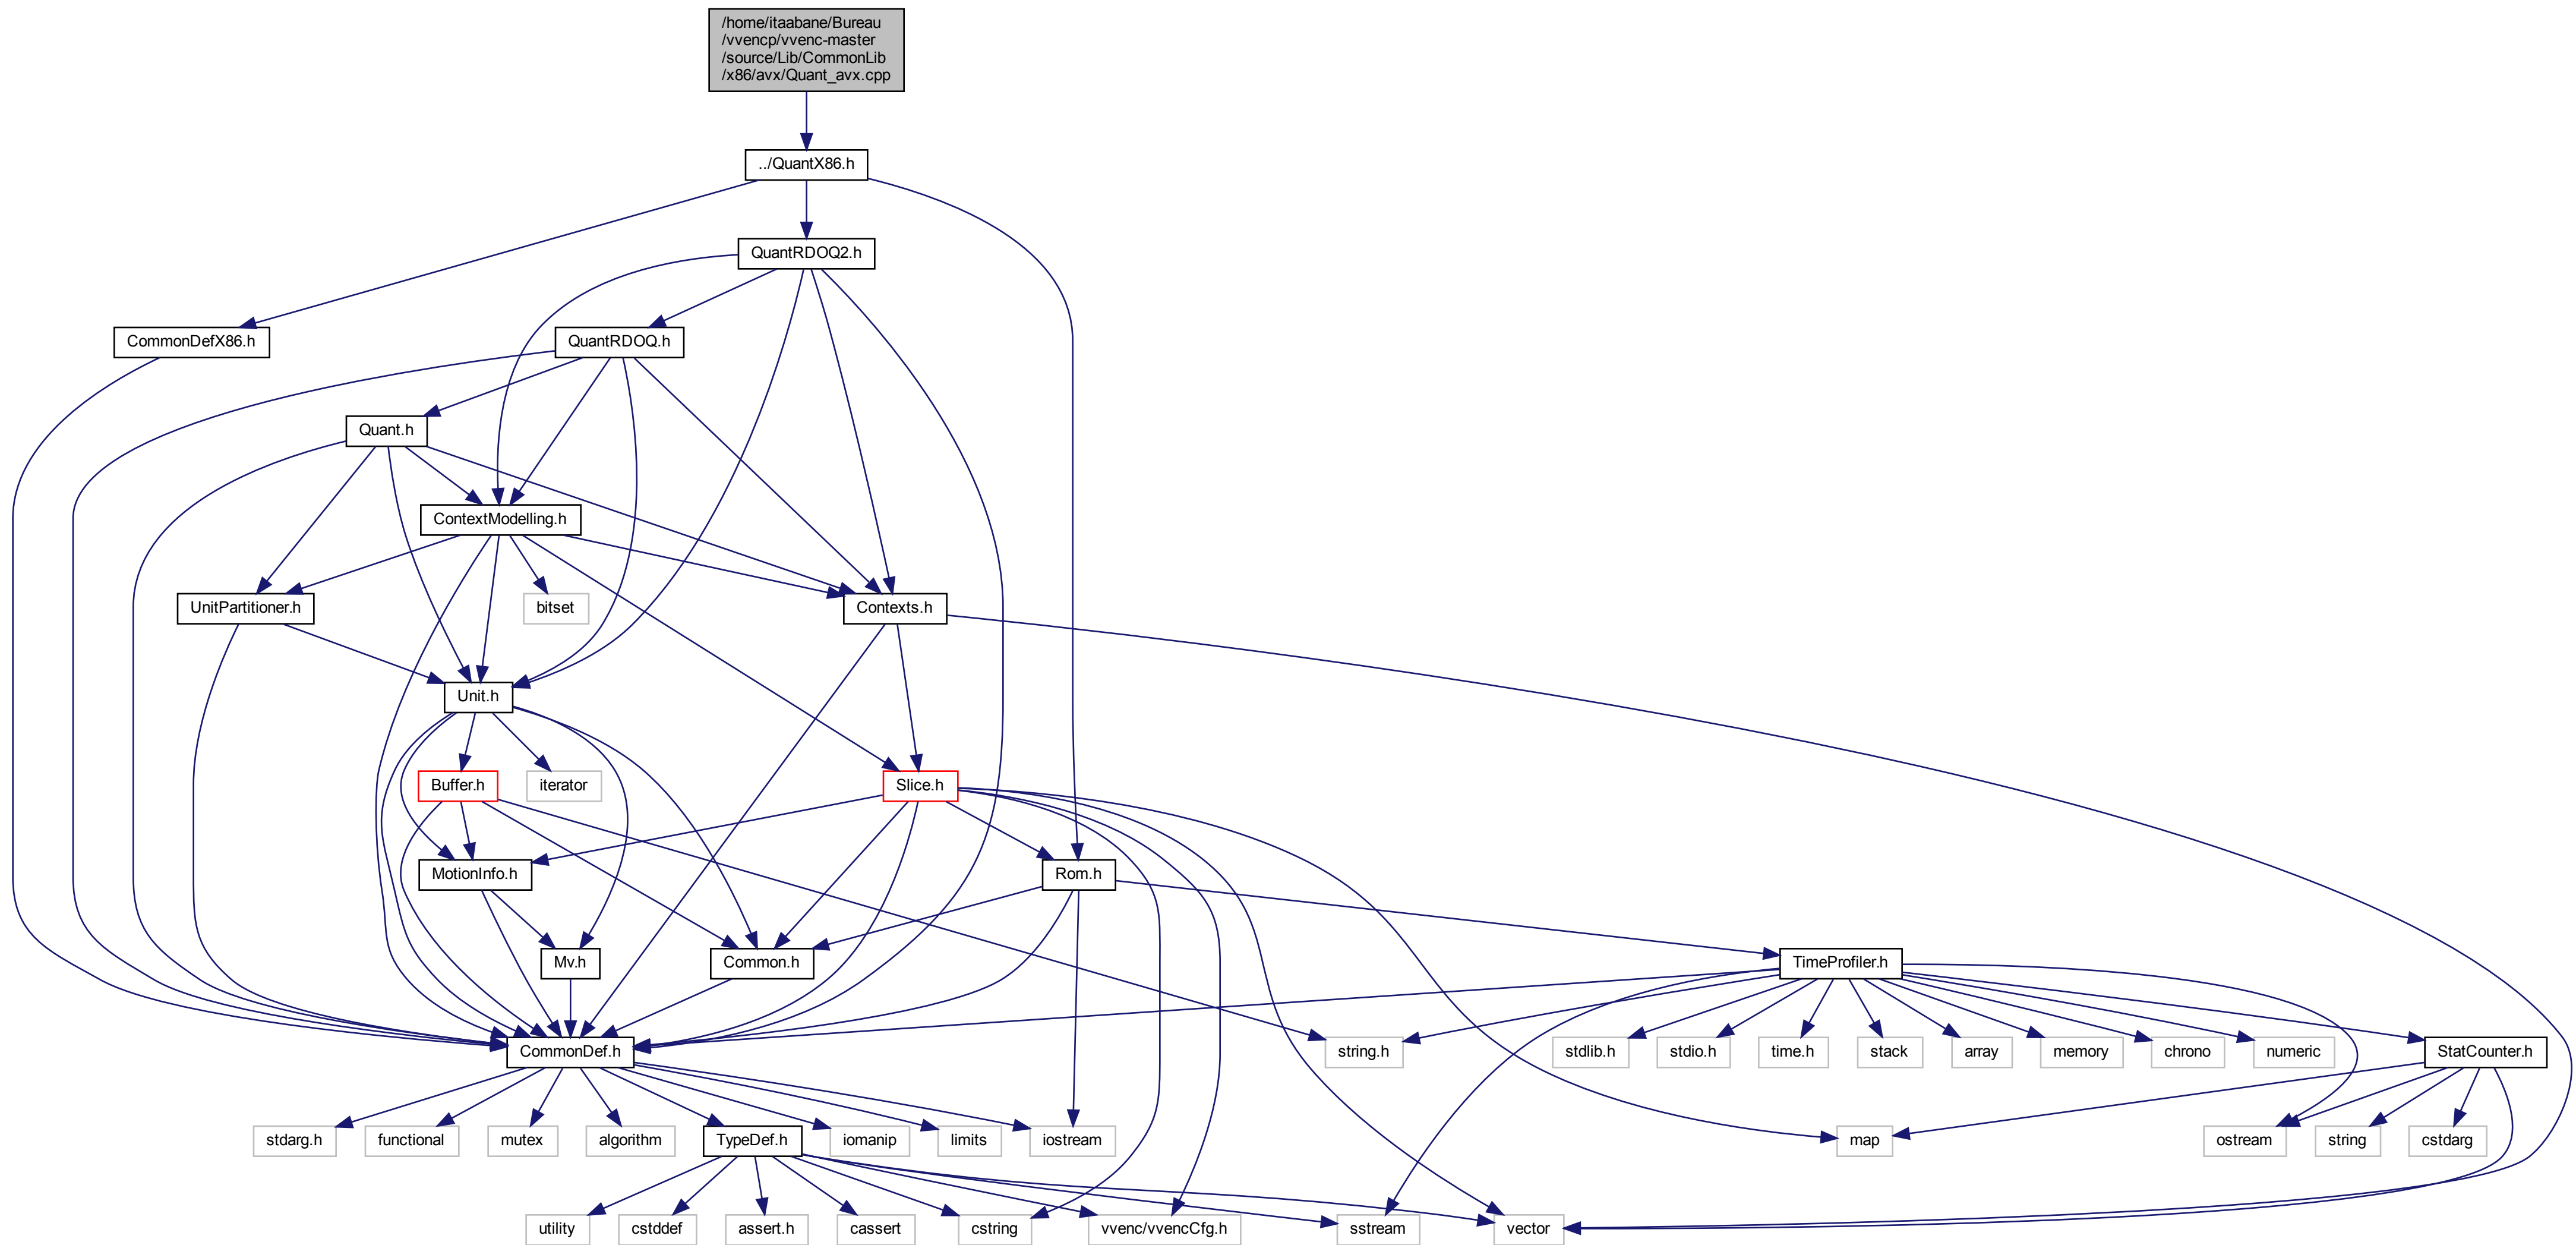 /home/itaabane/Bureau
/vvencp/vvenc-master
/source/Lib/CommonLib
/x86/avx/Quant_avx.cpp
../QuantX86.h
QuantRDOQ2.h
CommonDefX86.h
QuantRDOQ.h
Quant.h
ContextModelling.h
UnitPartitioner.h
bitset
Contexts.h
Unit.h
Buffer.h
iterator
Slice.h
MotionInfo.h
Rom.h
Mv.h
Common.h
TimeProfiler.h
CommonDef.h
string.h
stdlib.h
stdio.h
time.h
stack
array
memory
chrono
numeric
StatCounter.h
stdarg.h
functional
mutex
algorithm
TypeDef.h
iomanip
limits
iostream
map
ostream
string
cstdarg
utility
cstddef
assert.h
cassert
cstring
vvenc/vvencCfg.h
sstream
vector